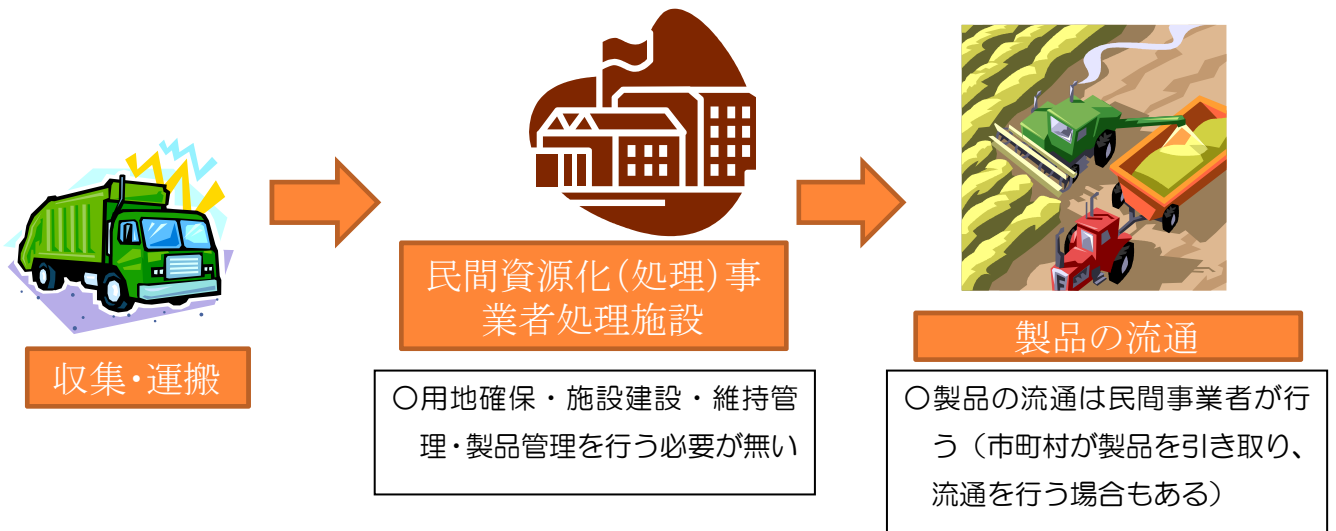 収集・運搬
民間資源化(処理)事
業者処理施設
〇用地確保・施設建設・維持管
理・製品管理を行う必要が無い
製品の流通
〇製品の流通は民間事業者が行
う（市町村が製品を引き取り、
流通を行う場合もある）